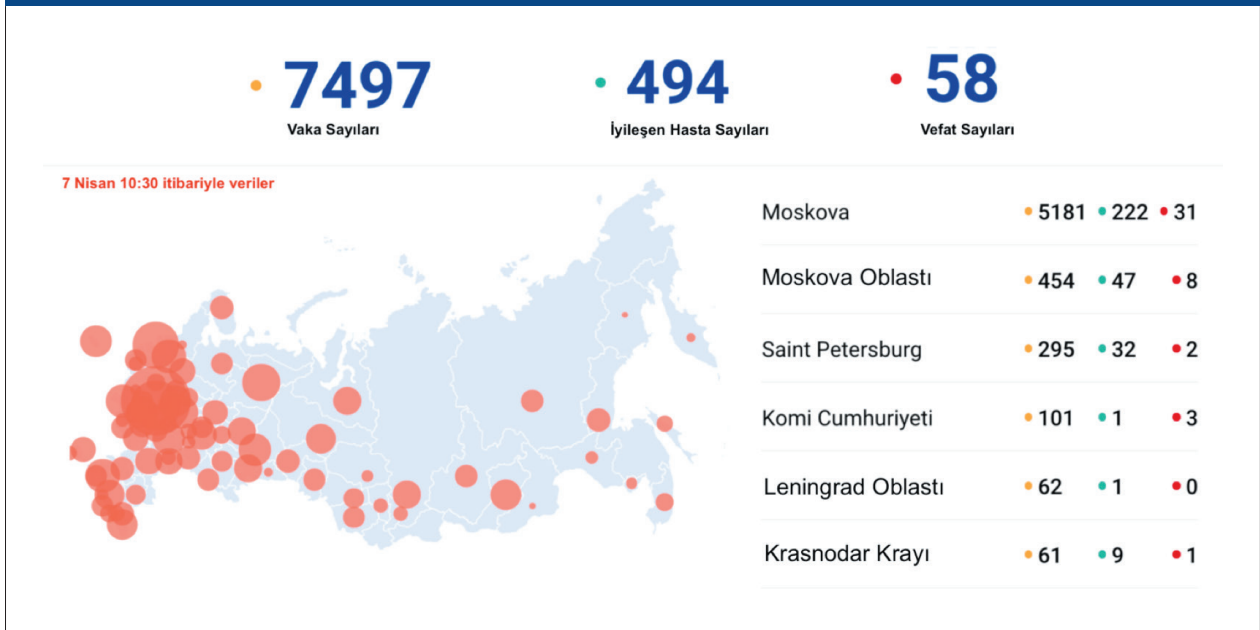 7497
494
58
Vaka Sayıları
İyileşen Hasta Sayıları
Vefat Sayıları
7 Nisan 10:30 itibariyle veriler
Moskova 5181 222 31
Moskova Oblastı 454 47 8
Saint Petersburg 295 32 2
Komi Cumhuriyeti 101 1 3
Leningrad Oblastı 62 1 0
Krasnodar Krayı 61 9 1